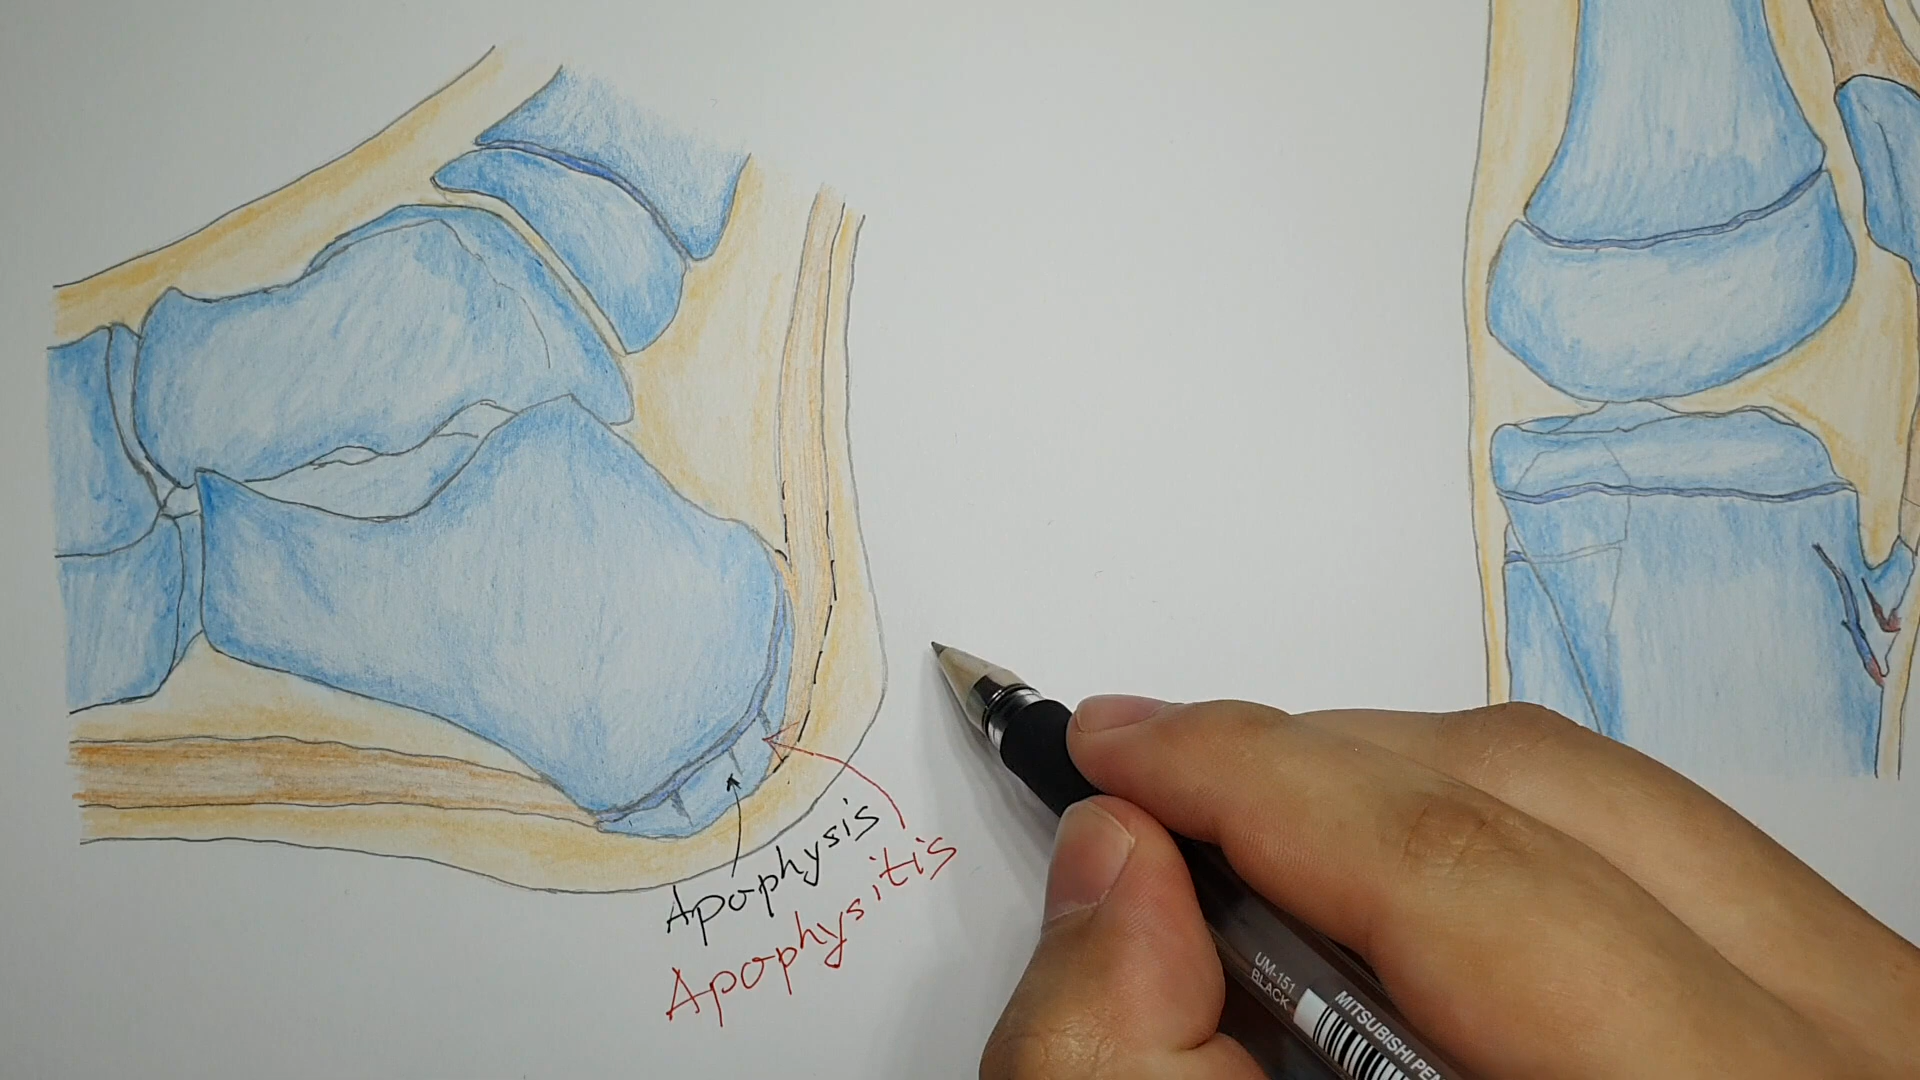 Apophysis
Apophysitis
UM-151
BLACK
MITSUBISHI PEN